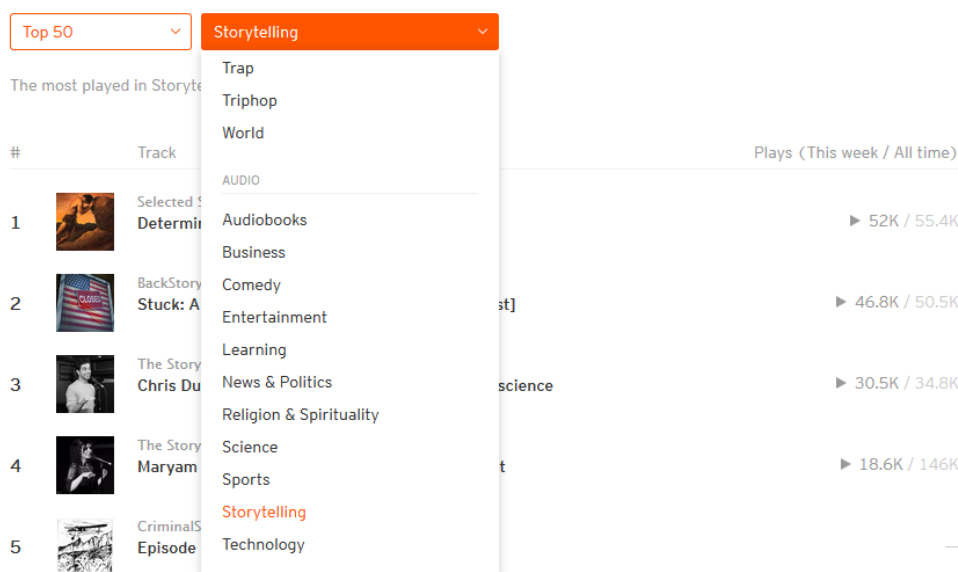 Top 50
Storytelling
The most played in Storyte
Trap
Triphop
World
# Track Plays (This week / All time)
AUDIO
Audiobooks
Business
Comedy
Entertainment
Learning
News & Politics
Religion & Spirituality
Science
Sports
Storytelling
Technology
1
Selected S
Determin
52K / 55.4K
2
CLOSED
BackStory
Stuck: A st]
46.8K / 50.5K
3
The Story
Chris Du science
30.5K / 34.8K
4
The Story
Maryam t
18.6K / 146K
5
CriminalS
Episode
—